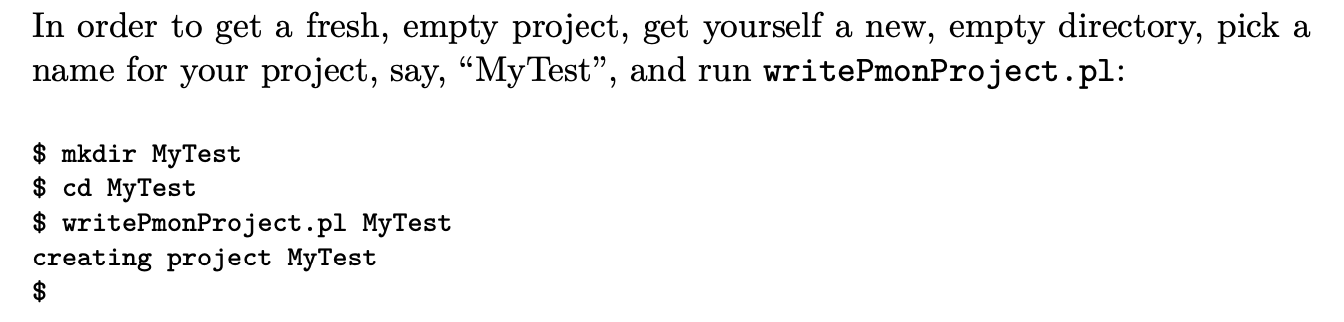 In order to get a fresh, empty project, get yourself a new, empty directory, pick a
name for your project, say, “MyTest”, and run writePmonProject.pl:
$ mkdir MyTest
$ cd MyTest
$ writePmonProject.pl MyTest
creating project MyTest
$